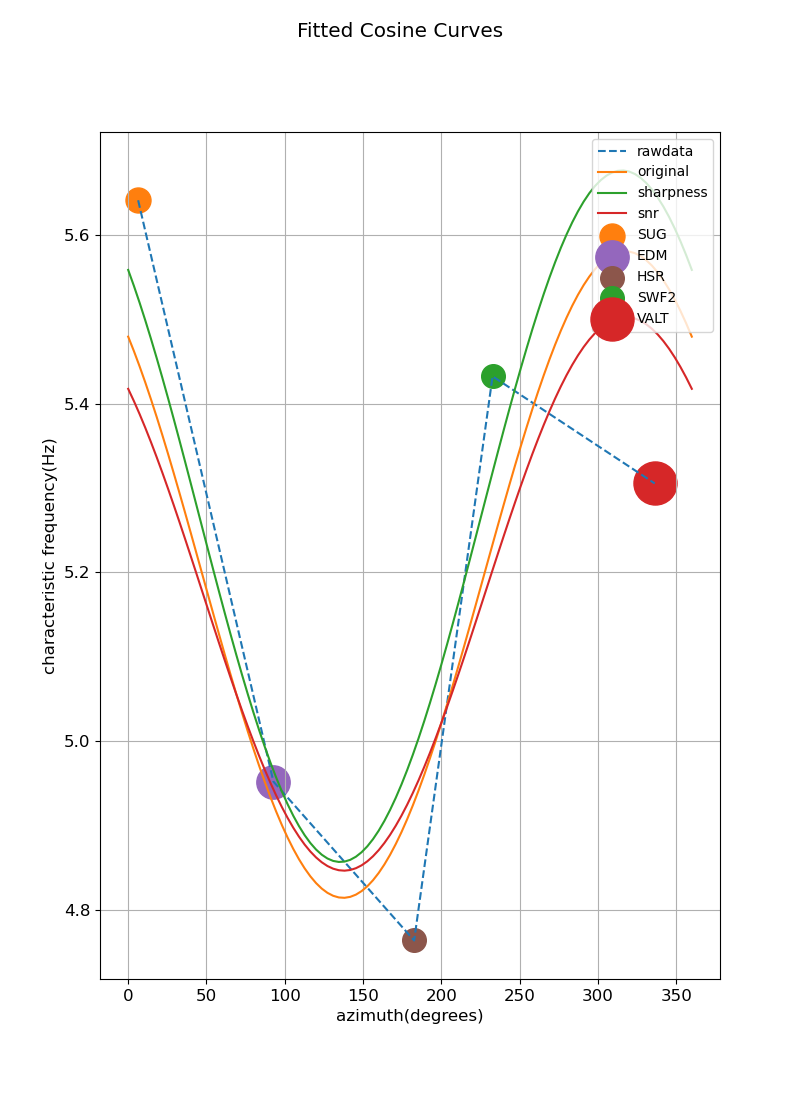 Fitted Cosine Curves
rawdata
original
sharpness
snr
SUG
EDM
HSR
SWF2
VALT
5.6
5.4
5.2
5.0
4.8
characteristic frequency(Hz)
0 50 100 150 200 250 300 350
azimuth(degrees)